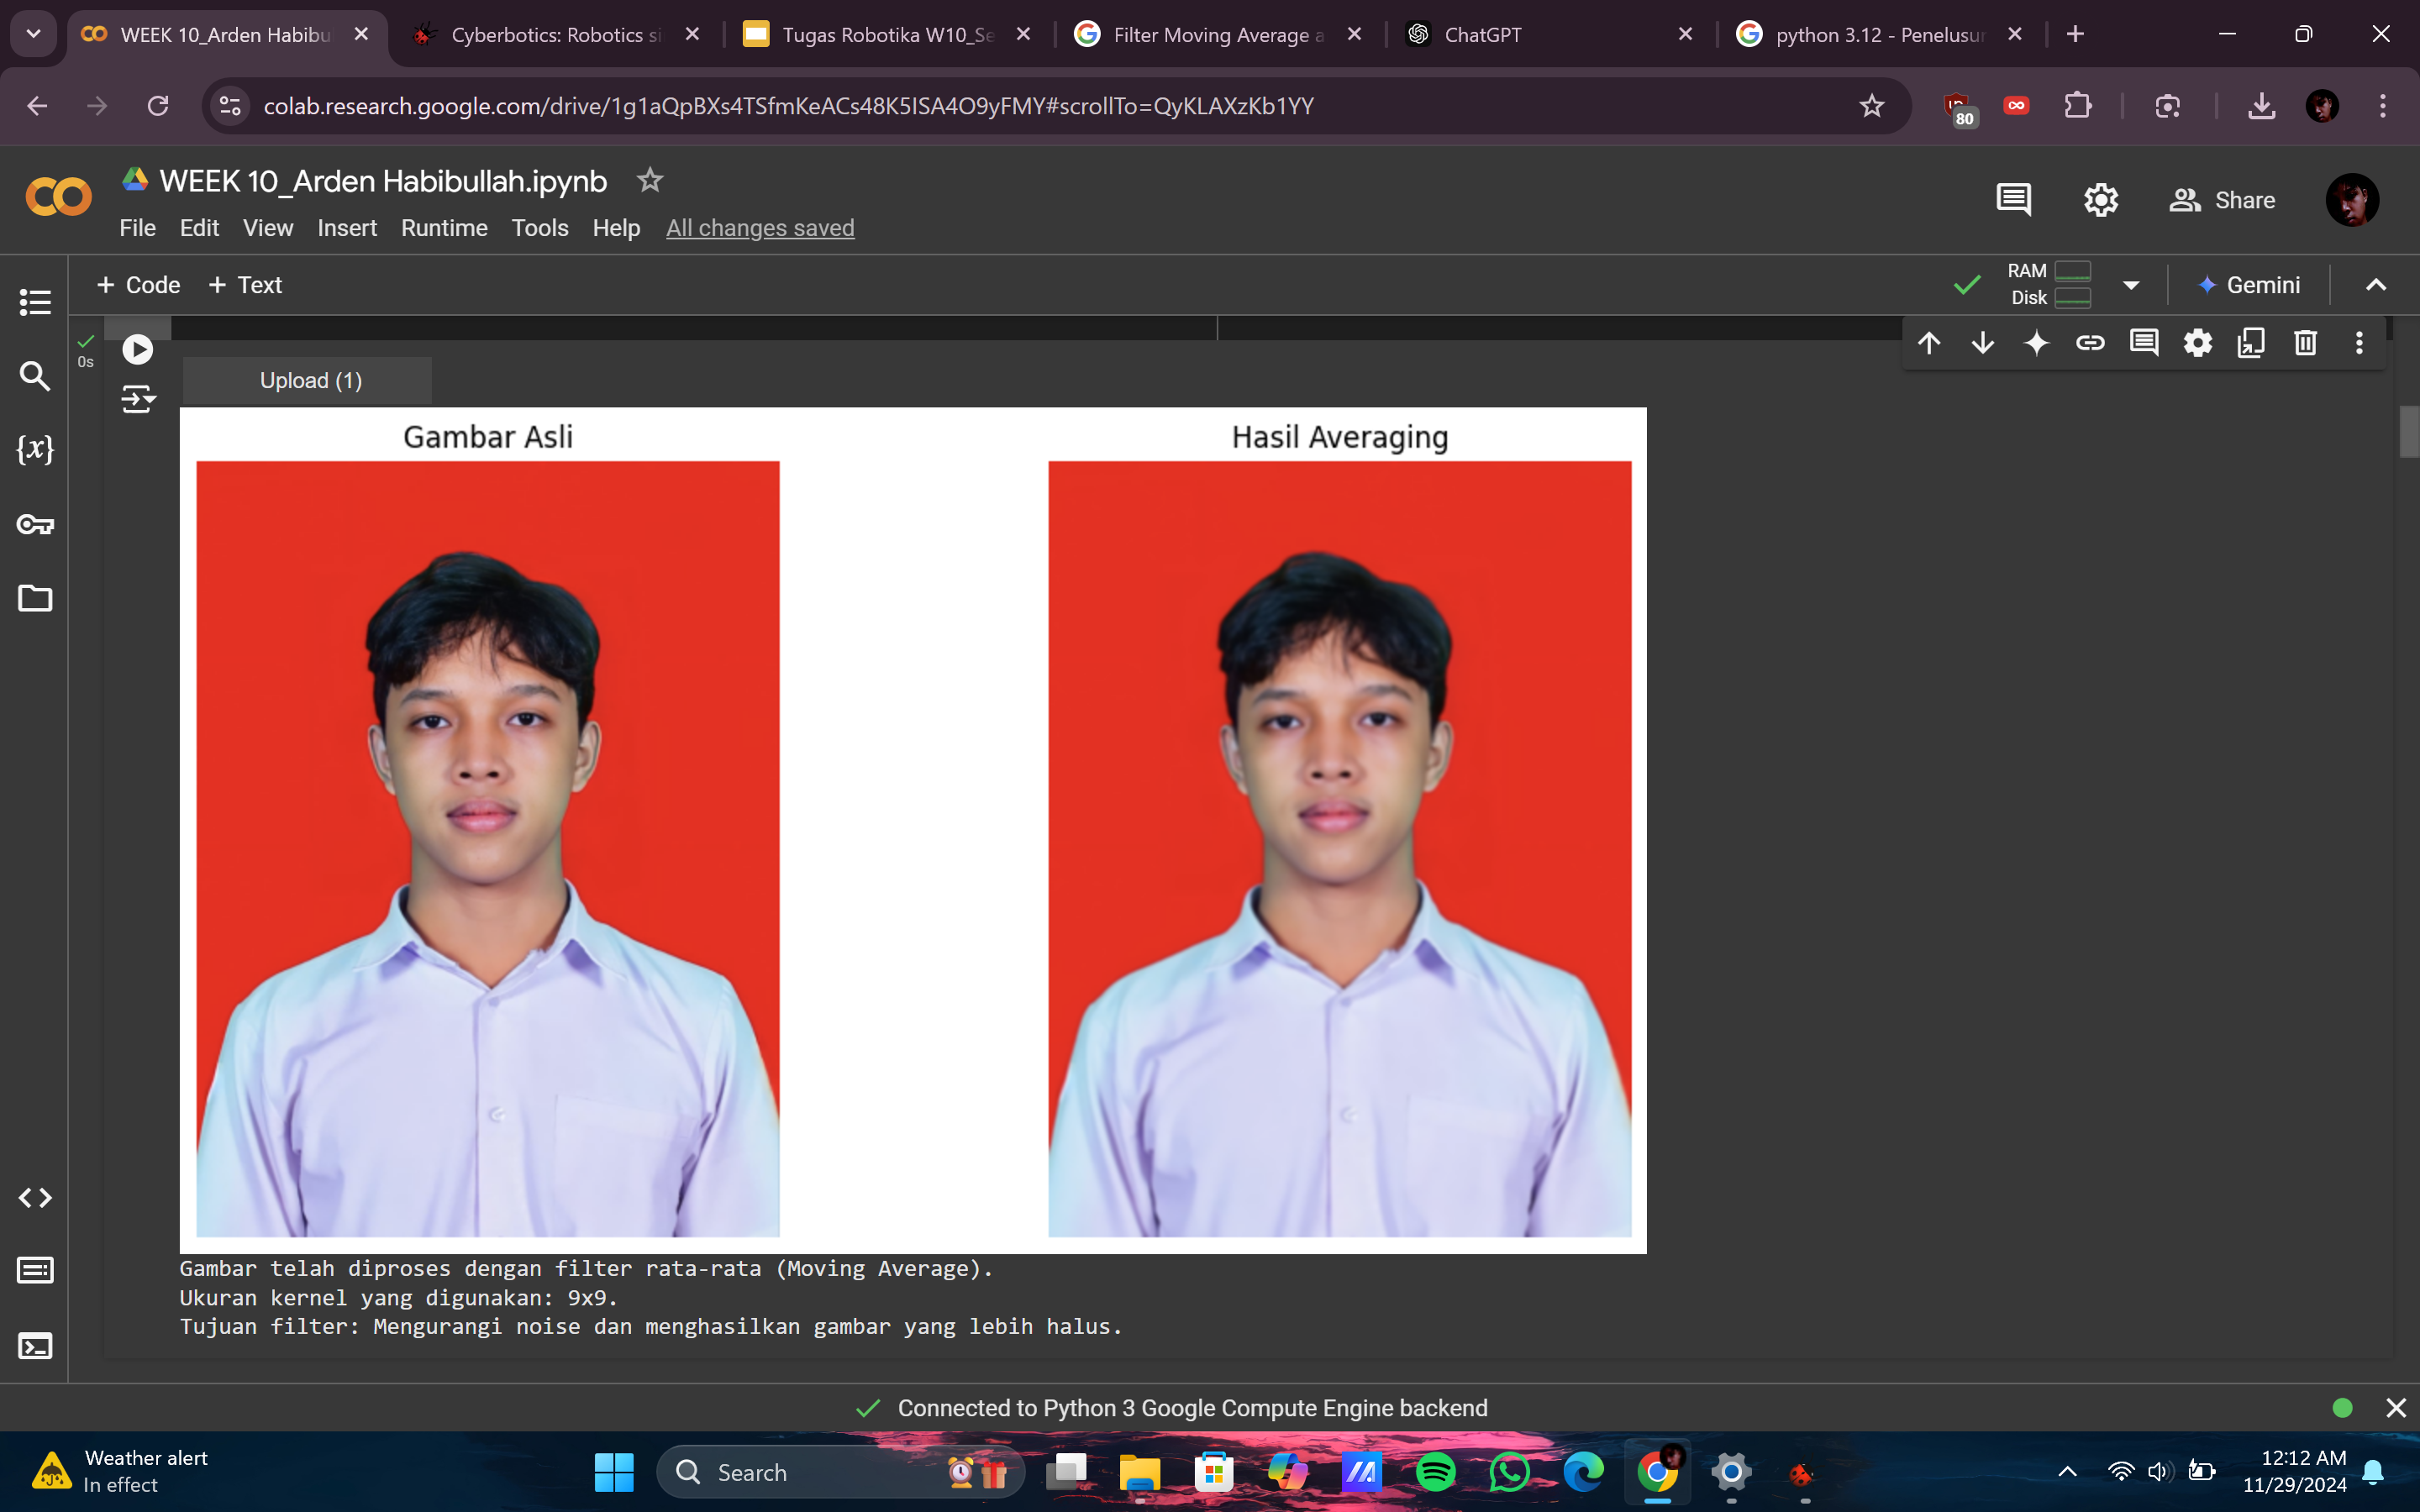 WEEK 10_Arden Habibu
Cyberbotics: Robotics si
Tugas Robotika W10_Se
Filter Moving Average a
ChatGPT
python 3.12 - Penelusur
colab.research.google.com/drive/1g1aQpBXs4TSfmKeACs48K5ISA4O9yFMY#scrollTo=QyKLAXzKb1YY
80
WEEK 10_Arden Habibullah.ipynb
File Edit View Insert Runtime Tools Help All changes saved
Share
+ Code + Text
RAM
Disk
Gemini
0s
Upload (1)
Gambar Asli
Hasil Averaging
{x}
Gambar telah diproses dengan filter rata-rata (Moving Average).
Ukuran kernel yang digunakan: 9x9.
Tujuan filter: Mengurangi noise dan menghasilkan gambar yang lebih halus.
Connected to Python 3 Google Compute Engine backend
Weather alert
In effect
Search
12:12 AM
11/29/2024